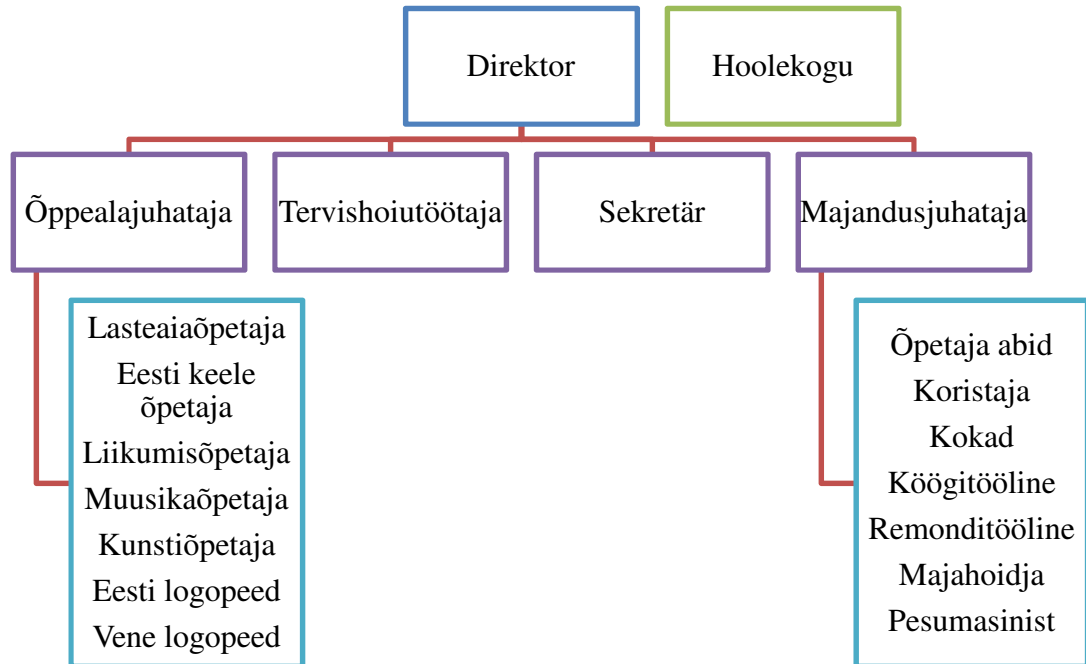 Direktor
Hoolekogu
Õppealajuhataja
Tervishoiutöötaja
Sekretär
Majandusjuhataja
Lasteaiaõpetaja
Eesti keele
õpetaja
Liikumisõpetaja
Muusikaõpetaja
Kunstiõpetaja
Eesti logopeed
Vene logopeed
Õpetaja abid
Koristaja
Kokad
Köögitööline
Remonditööline
Majahoidja
Pesumasinist